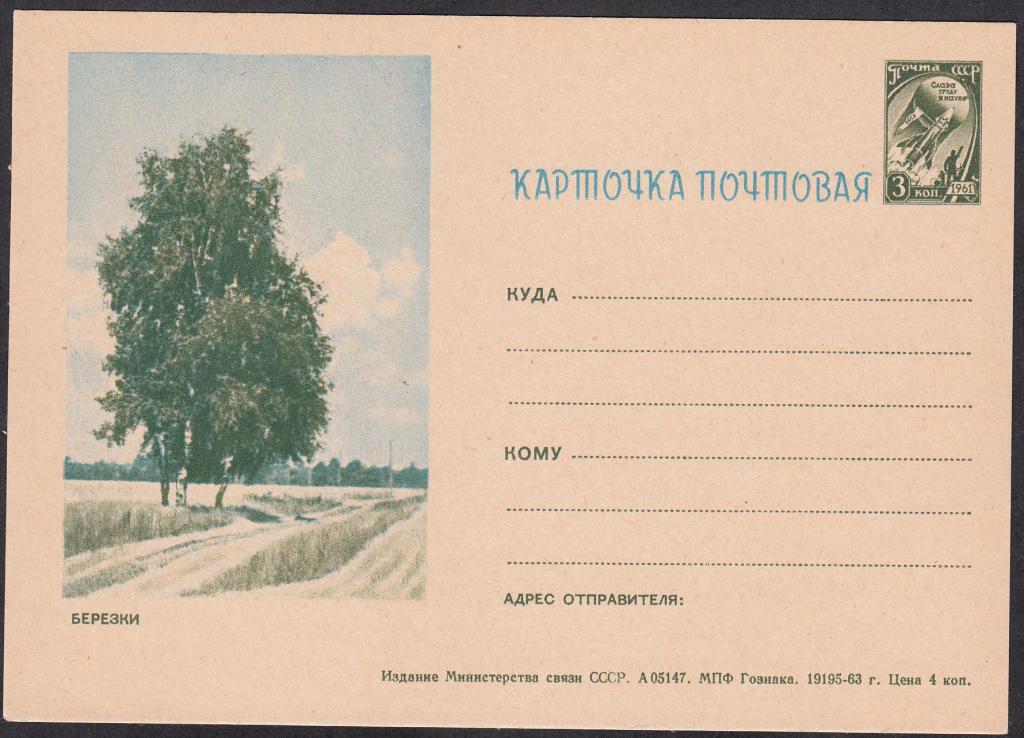 Почта СССР
Слава
труду
и науке
3 коп 1961
КАРТОЧКА ПОЧТОВАЯ
КУДА
КОМУ
АДРЕС ОТПРАВИТЕЛЯ:
БЕРЕЗКИ
Издание Министерства связи СССР. А 05147. МПФ Гознака. 19195-63 г. Цена 4 коп.